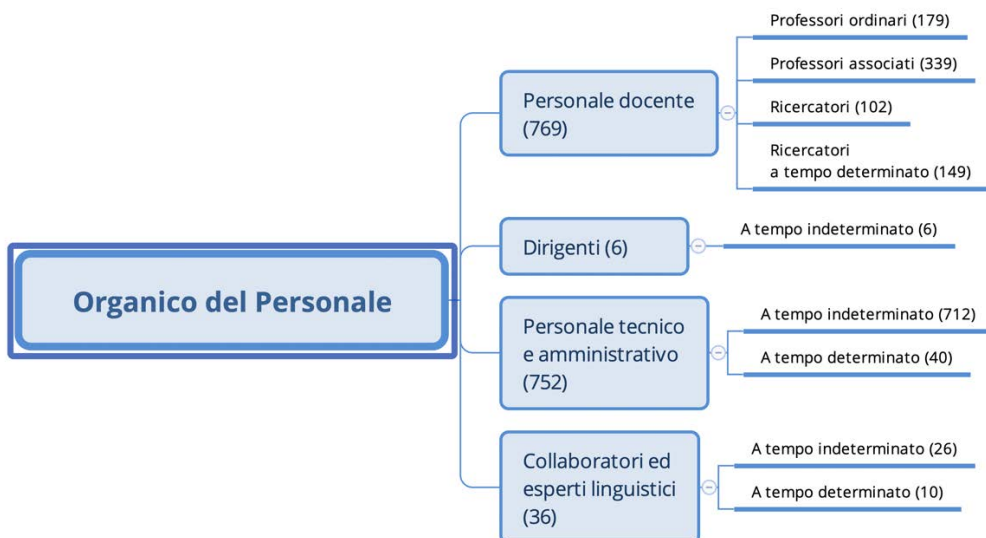 Organico del Personale
Personale docente
(769)
Professori ordinari (179)
Professori associati (339)
Ricercatori (102)
Ricercatori
a tempo determinato (149)
Dirigenti (6)
A tempo indeterminato (6)
Personale tecnico
e amministrativo
(752)
A tempo indeterminato (712)
A tempo determinato (40)
Collaboratori ed
esperti linguistici
(36)
A tempo indeterminato (26)
A tempo determinato (10)